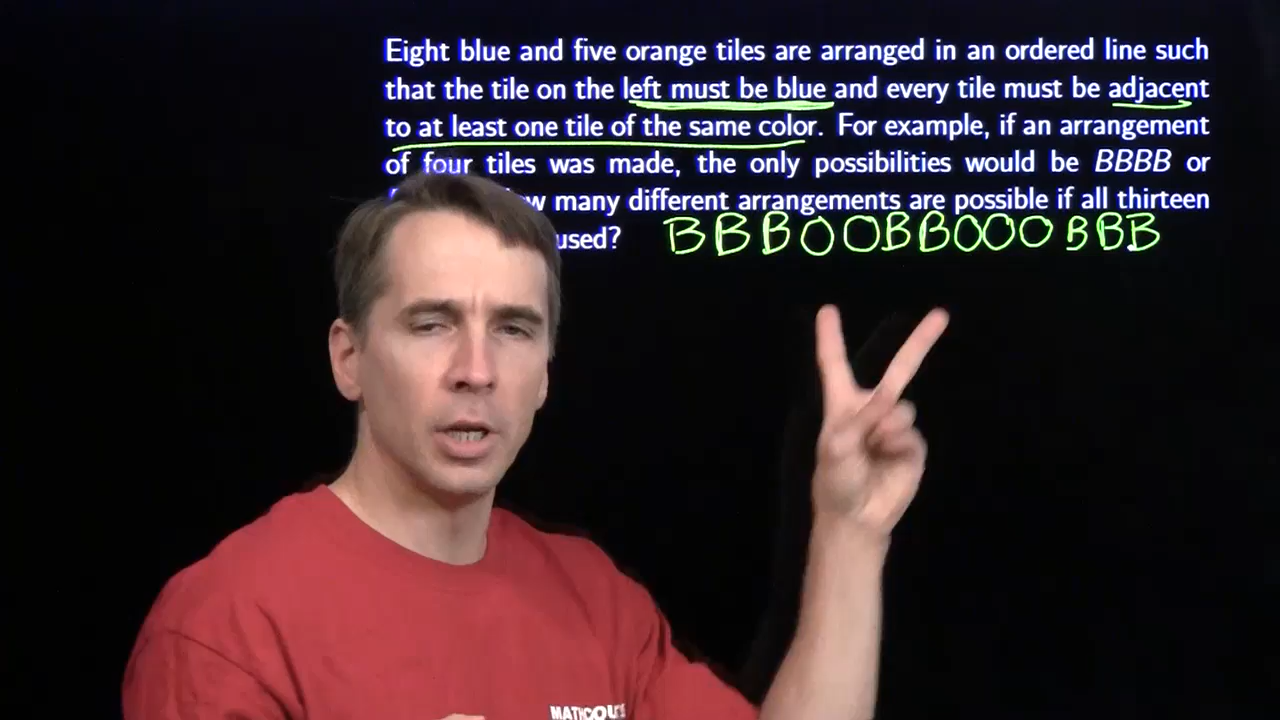 Eight blue and five orange tiles are arranged in an ordered line such
that the tile on the left must be blue and every tile must be adjacent
to at least one tile of the same color. For example, if an arrangement
of four tiles was made, the only possibilities would be BBBB or
many different arrangements are possible if all thirteen
used? BBBOOBBOOOBBB